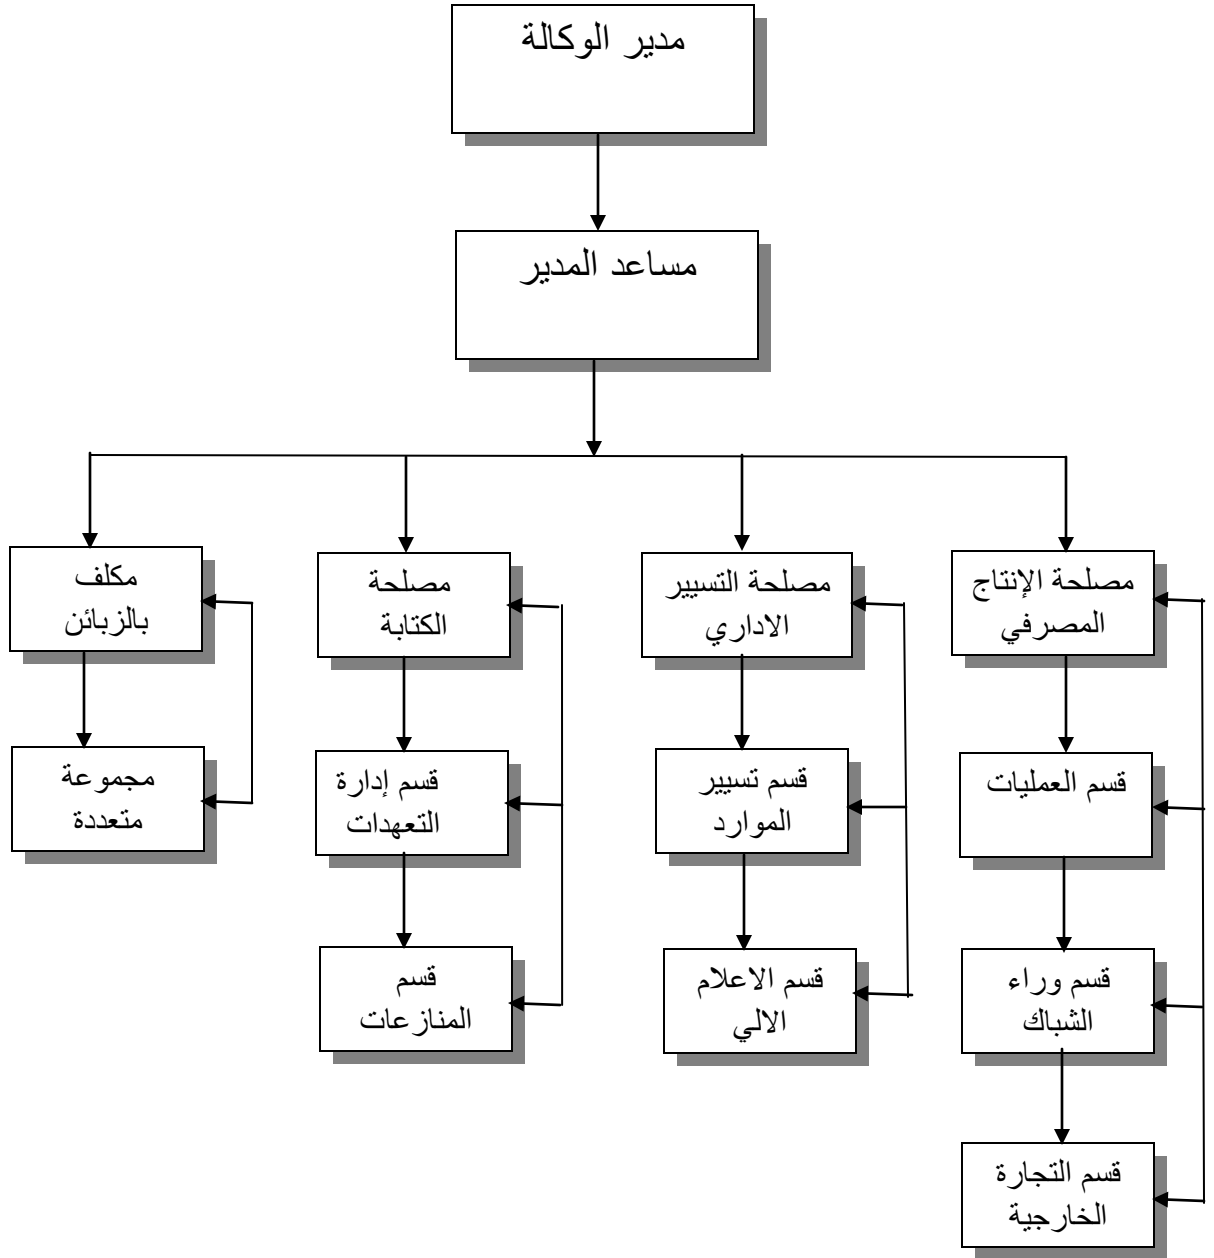 مدير الوكالة
مساعد المدير
مصلحة الإنتاج
المصرفي
مصلحة التسيير
الاداري
مصلحة
الكتابة
مكلف
بالزبائن
قسم العمليات
قسم تسيير
الموارد
قسم إدارة
التعهدات
مجموعة
متعددة
قسم وراء
الشباك
قسم الاعلام
الالي
قسم
المنازعات
قسم التجارة
الخارجية